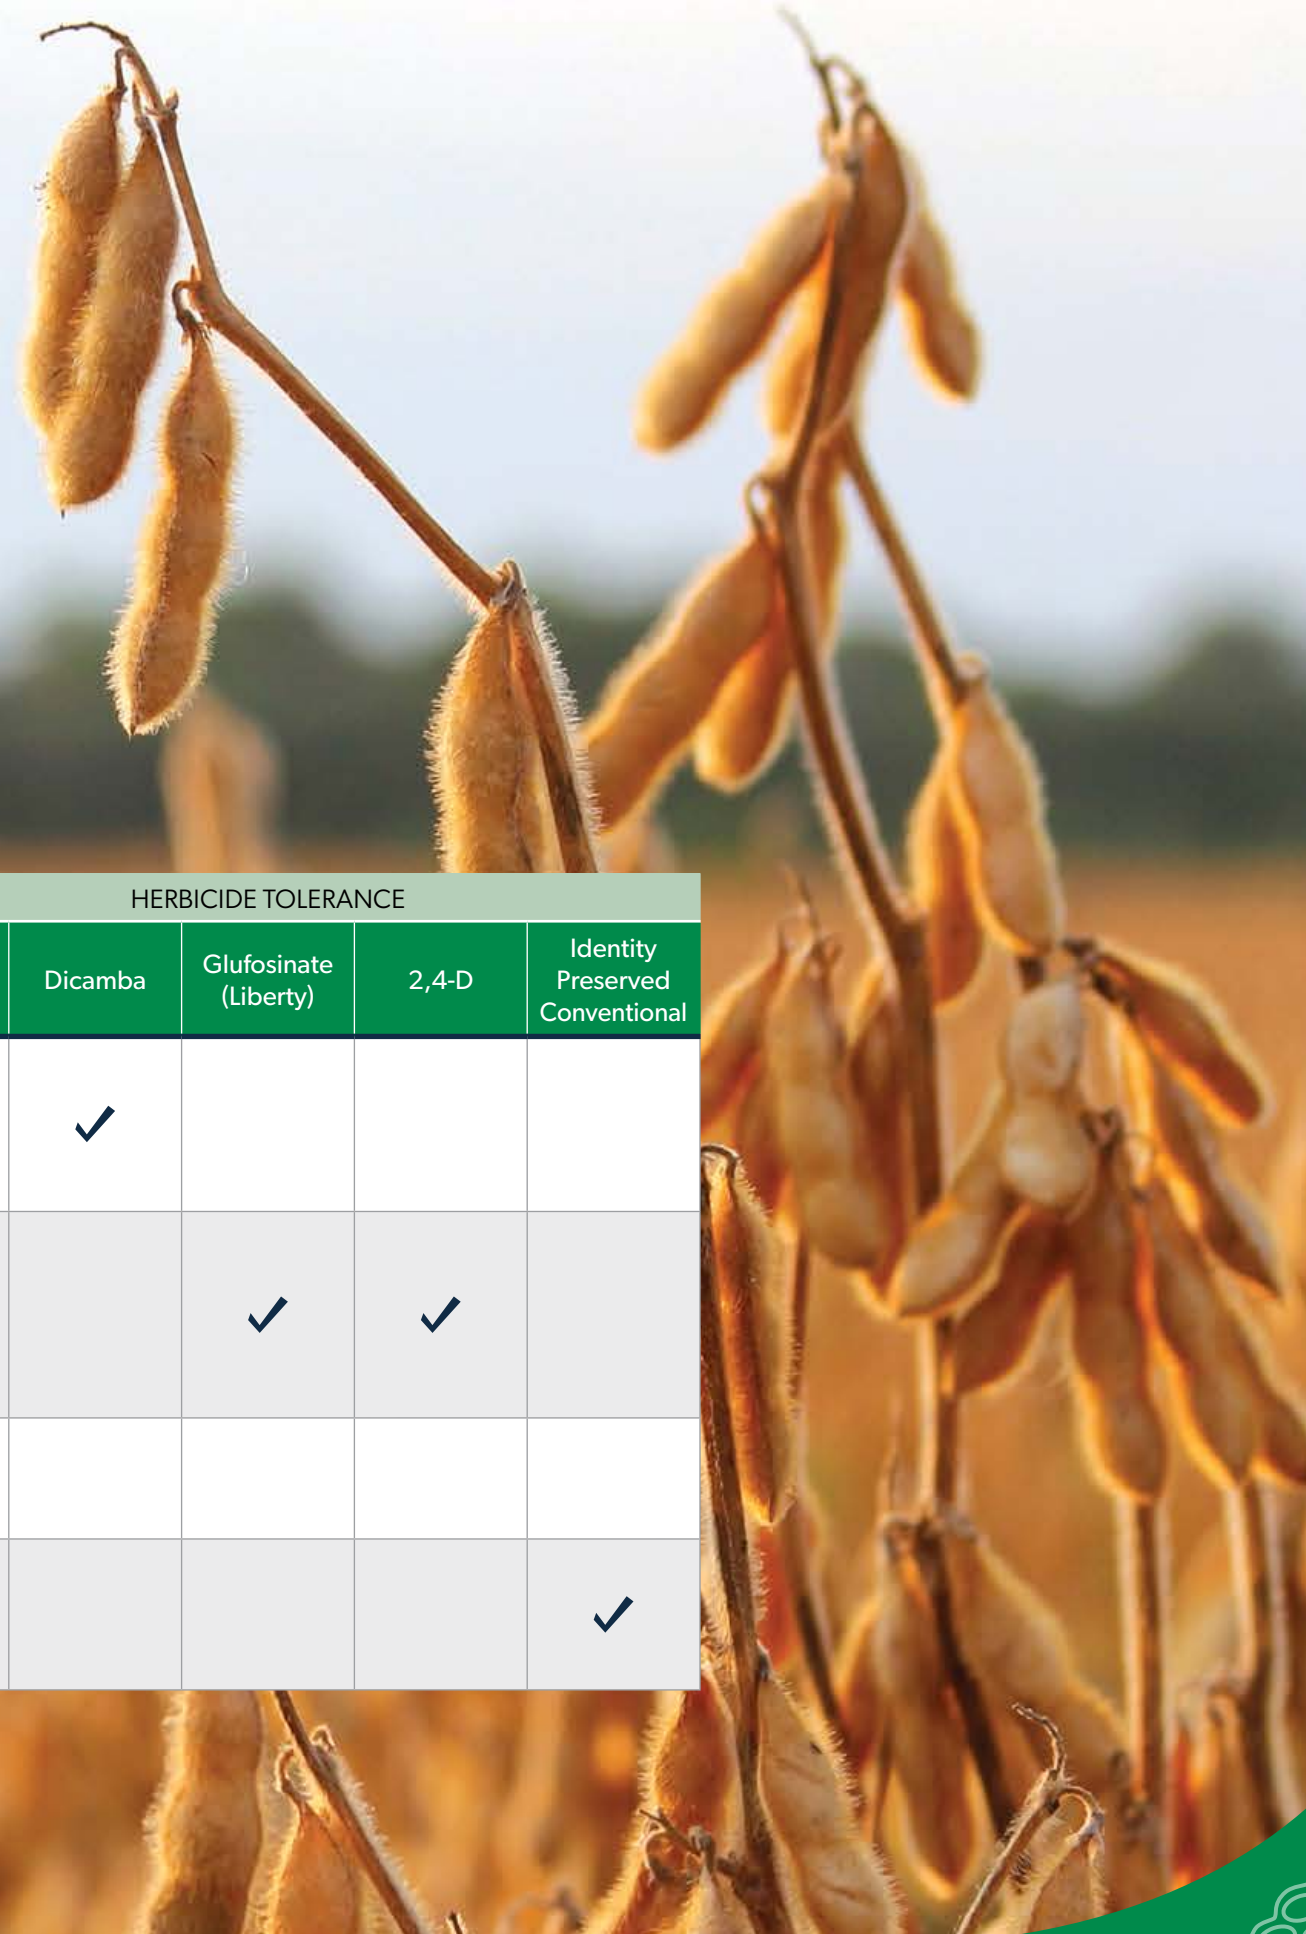 HERBICIDE TOLERANCE
Dicamba
Glufosinate
(Liberty)
2,4-D
Identity
Preserved
Conventional
✓
✓ ✓
✓